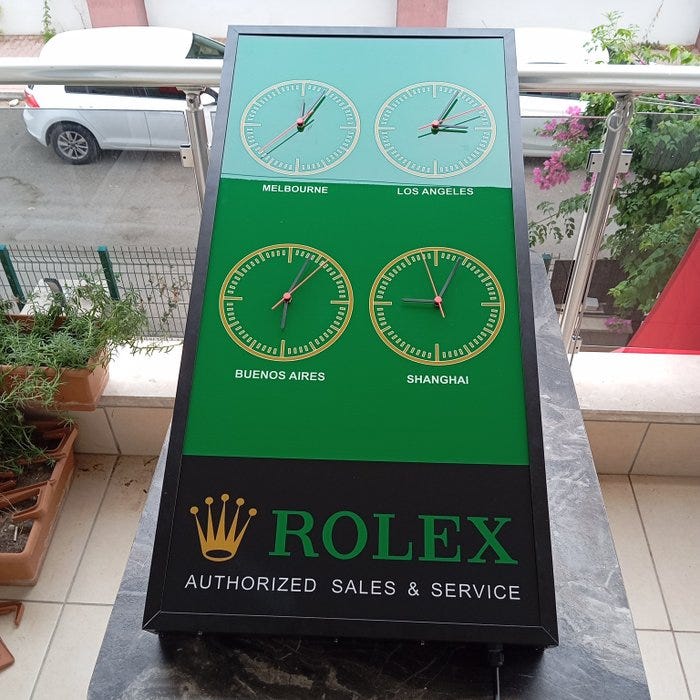 MELBOURNE
LOS ANGELES
BUENOS AIRES
SHANGHAI
ROLEX
AUTHORIZED SALES & SERVICE